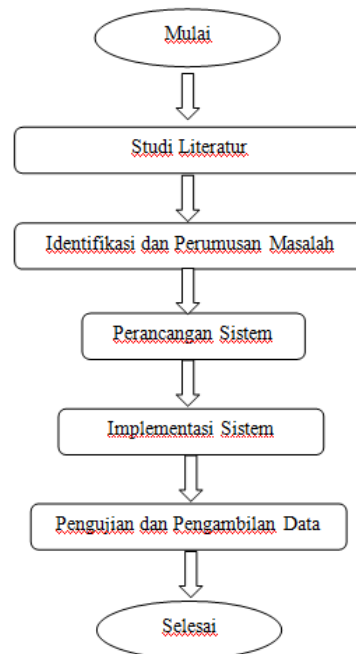 Mulai
Studi Literatur
Identifikasi dan Perumusan Masalah
Perancangan Sistem
Implementasi Sistem
Pengujian dan Pengambilan Data
Selesai